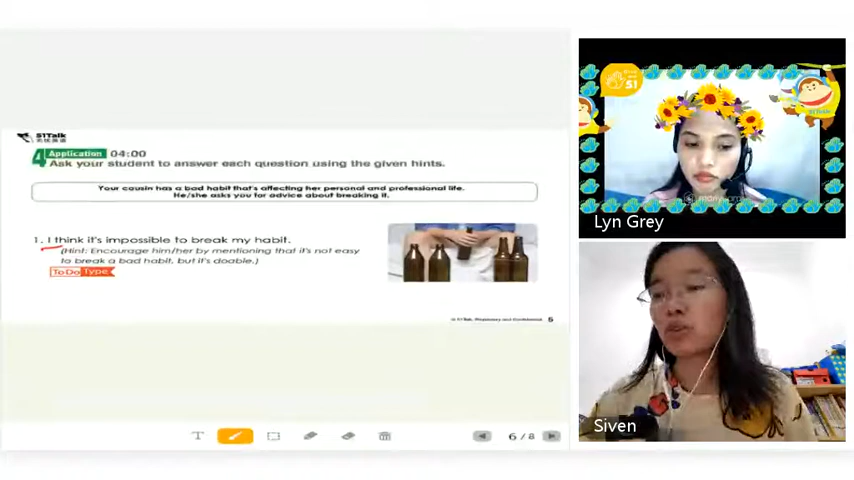 51Talk
4 Application 04:00
Ask your student to answer each question using the given hints.
Your cousin has a bad habit that's affecting her personal and professional life.
He/she asks you for advice about breaking it.
1. I think it's impossible to break my habit.
(Hint: Encourage him/her by mentioning that it's not easy
to break a bad habit, but it's doable.)
To Do Type
5
T
6 / 8
51
Lyn Grey
Siven